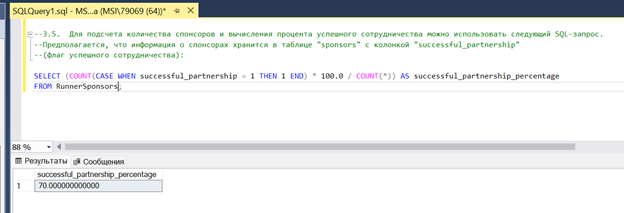 SQLQuery1.sql - MS...a (MSI\79069 (64))*
--3.5. Для подсчета количества спонсоров и вычисления процента успешного сотрудничества можно использовать следующий SQL-запрос.
--Предполагается, что информация о спонсорах хранится в таблице "sponsors" с колонкой "successful_partnership"
--(флаг успешного сотрудничества):
SELECT (COUNT(CASE WHEN successful_partnership = 1 THEN 1 END) * 100.0 / COUNT(*)) AS successful_partnership_percentage
FROM RunnerSponsors;
88 %
Результаты Сообщения
successful_partnership_percentage
1 70.000000000000